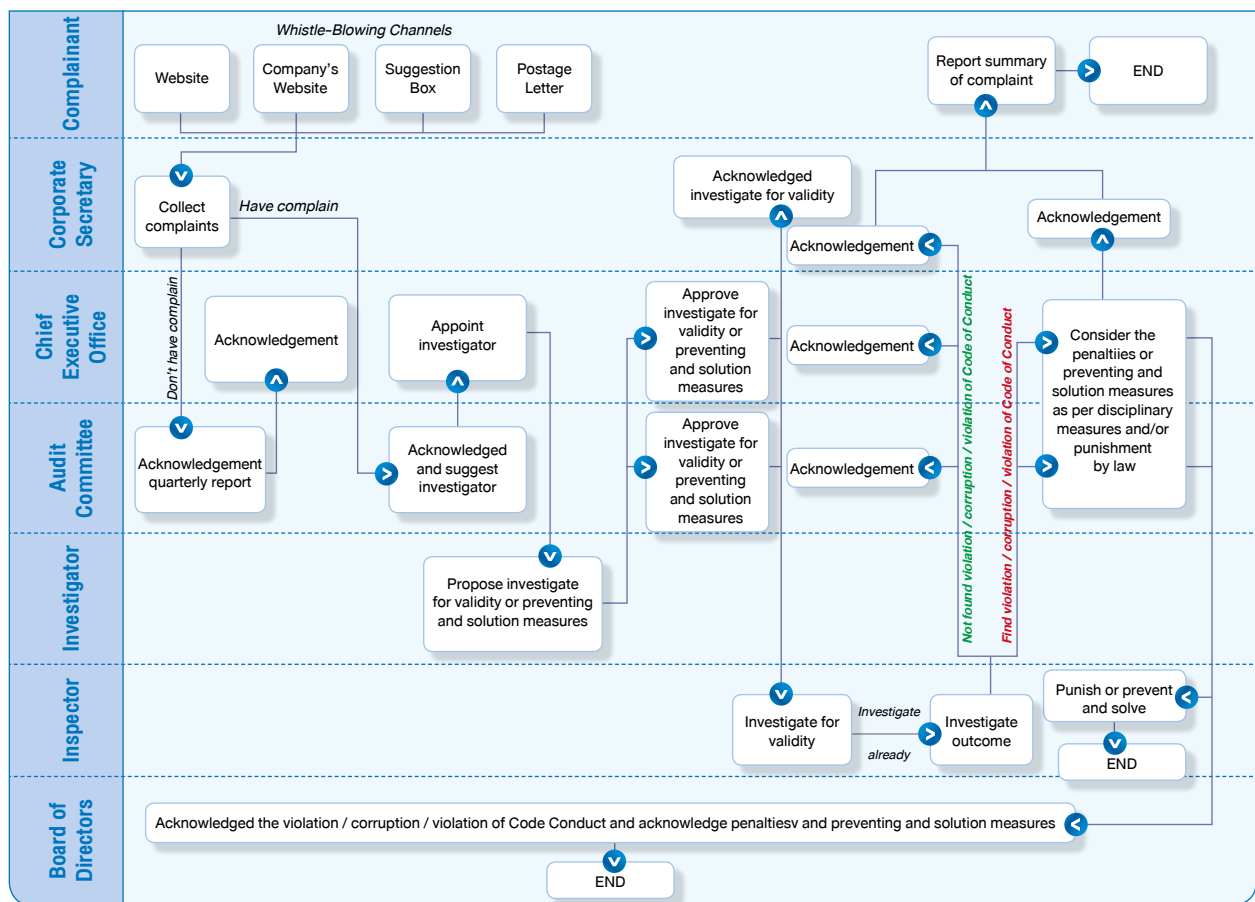 Complainant
Whistle-Blowing Channels
Website
Company's
Website
Suggestion
Box
Postage
Letter
Report summary
of complaint
END
Corporate
Secretary
Collect
complaints
Have complain
Acknowledged
investigate for validity
Acknowledgement
Acknowledgement
Chief
Executive
Office
Don't have complain
Acknowledgement
Appoint
investigator
Approve
investigate for
validity or
preventing
and solution
measures
Acknowledgement
Not found violation / corruption / violation of Code of Conduct
Find violation / corruption / violation of Code of Conduct
Consider the
penaltiies or
preventing and
solution measures
as per disciplinary
measures and/or
punishment
by law
Audit
Committee
Acknowledgement
quarterly report
Acknowledged
and suggest
investigator
Approve
investigate for
validity or
preventing
and solution
measures
Acknowledgement
Investigator
Propose investigate
for validity or preventing
and solution measures
Inspector
Investigate for
validity
Investigate
already
Investigate
outcome
Punish or prevent
and solve
END
Board of
Directors
Acknowledged the violation / corruption / violation of Code Conduct and acknowledge penaltiesv and preventing and solution measures
END